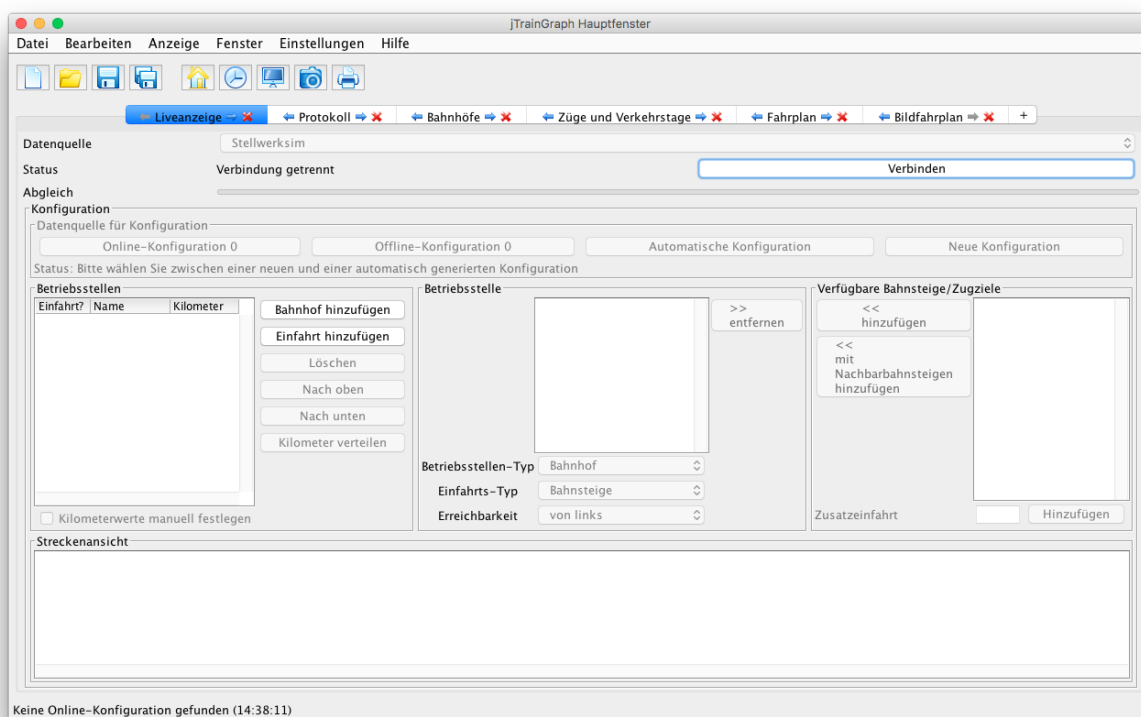 jTrainGraph Hauptfenster
Datei Bearbeiten Anzeige Fenster Einstellungen Hilfe
Liveanzeige Protokoll Bahnhöfe Züge und Verkehrstage Fahrplan Bildfahrplan +
Datenquelle Stellwerksim
Status Verbindung getrennt Verbinden
Abgleich
Konfiguration
Datenquelle für Konfiguration
Online-Konfiguration 0 Offline-Konfiguration 0 Automatische Konfiguration Neue Konfiguration
Status: Bitte wählen Sie zwischen einer neuen und einer automatisch generierten Konfiguration
Betriebsstellen
Einfahrt? Name Kilometer
Bahnhof hinzufügen
Einfahrt hinzufügen
Löschen
Nach oben
Nach unten
Kilometer verteilen
Kilometerwerte manuell festlegen
Betriebsstelle
>>
entfernen
Betriebsstellen-Typ Bahnhof
Einfahrts-Typ Bahnsteige
Erreichbarkeit von links
Verfügbare Bahnsteige/Zugziele
<<
hinzufügen
<<
mit
Nachbarbahnsteigen
hinzufügen
Zusatzeinfahrt Hinzufügen
Streckenansicht
Keine Online-Konfiguration gefunden (14:38:11)